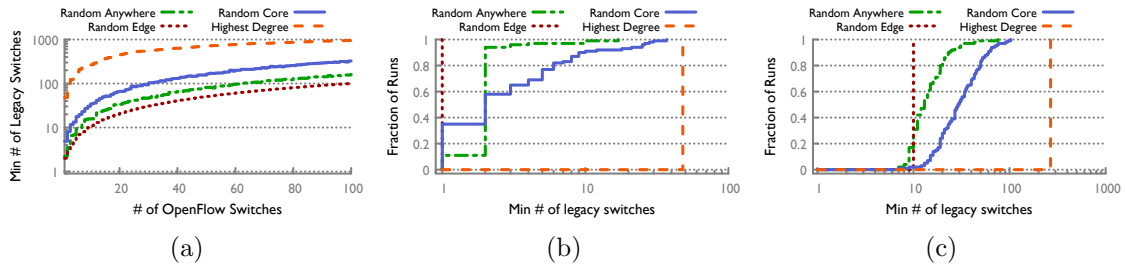 Random Anywhere Random Core
Random Edge Highest Degree
Min # of Legacy Switches
1000
100
10
1
20 40 60 80 100
# of OpenFlow Switches
(a)
Random Anywhere Random Core
Random Edge Highest Degree
Fraction of Runs
1
0.8
0.6
0.4
0.2
0
1 10 100
Min # of legacy switches
(b)
Random Anywhere Random Core
Random Edge Highest Degree
Fraction of Runs
1
0.8
0.6
0.4
0.2
0
1 10 100 1000
Min # of legacy switches
(c)